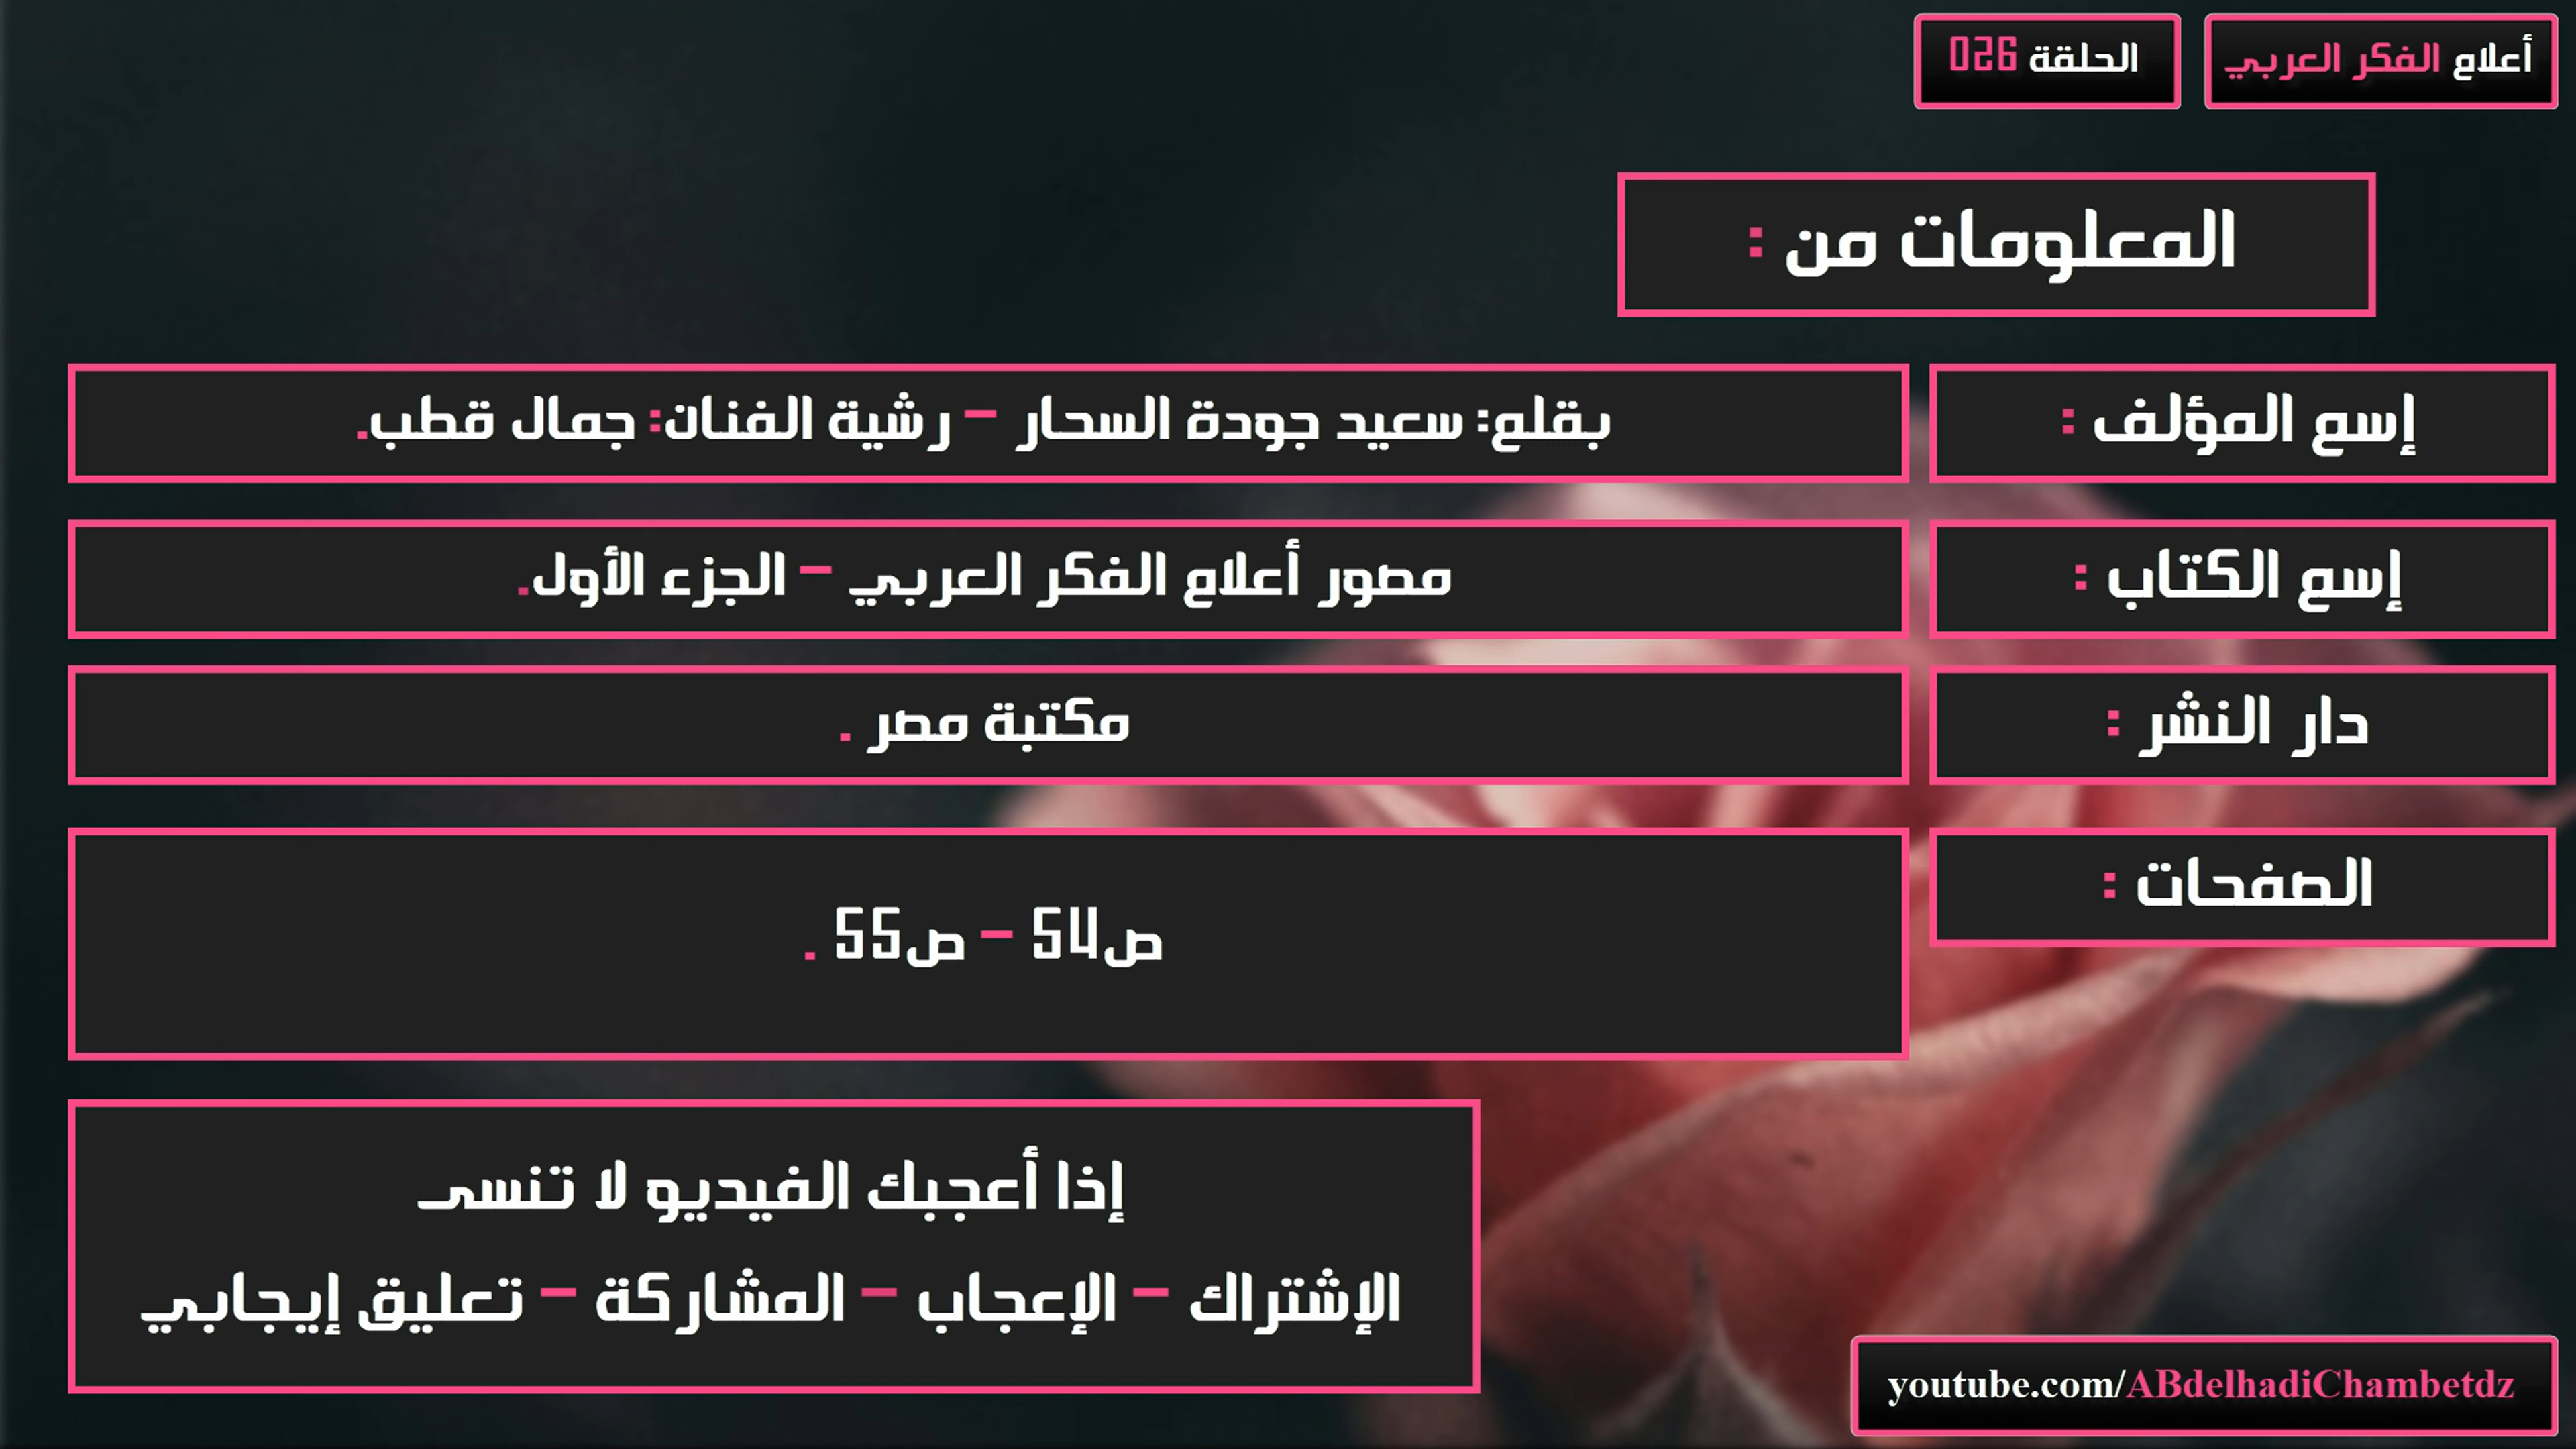 أعلام الفكر العربي
الحلقة 026
المعلومات من :
إسم المؤلف :
بقلم: سعيد جودة السحار – رشية الفنان: جمال قطب.
إسم الكتاب :
مصور أعلام الفكر العربي – الجزء الأول.
دار النشر :
مكتبة مصر .
الصفحات :
ص54 – ص55 .
إذا أعجبك الفيديو لا تنسى
الإشتراك – الإعجاب – المشاركة – تعليق إيجابي
youtube.com/ABdelhadiChambetdz